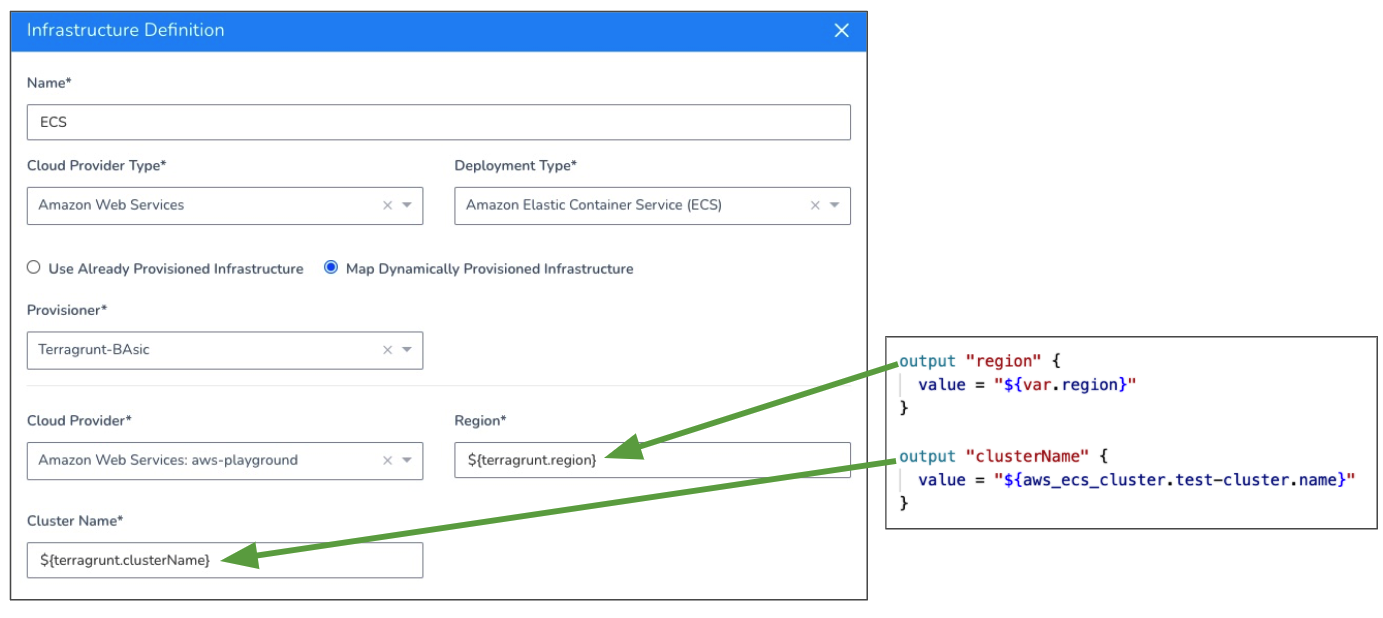 Infrastructure Definition
Name*
ECS
Cloud Provider Type*
Deployment Type*
Amazon Web Services
Amazon Elastic Container Service (ECS)
Use Already Provisioned Infrastructure
Map Dynamically Provisioned Infrastructure
Provisioner*
Terragrunt-BAsic
Cloud Provider*
Region*
Amazon Web Services: aws-playground
${terragrunt.region}
Cluster Name*
${terragrunt.clusterName}
output "region" {
value = "${var.region}"
}
output "clusterName" {
value = "${aws_ecs_cluster.test-cluster.name}"
}